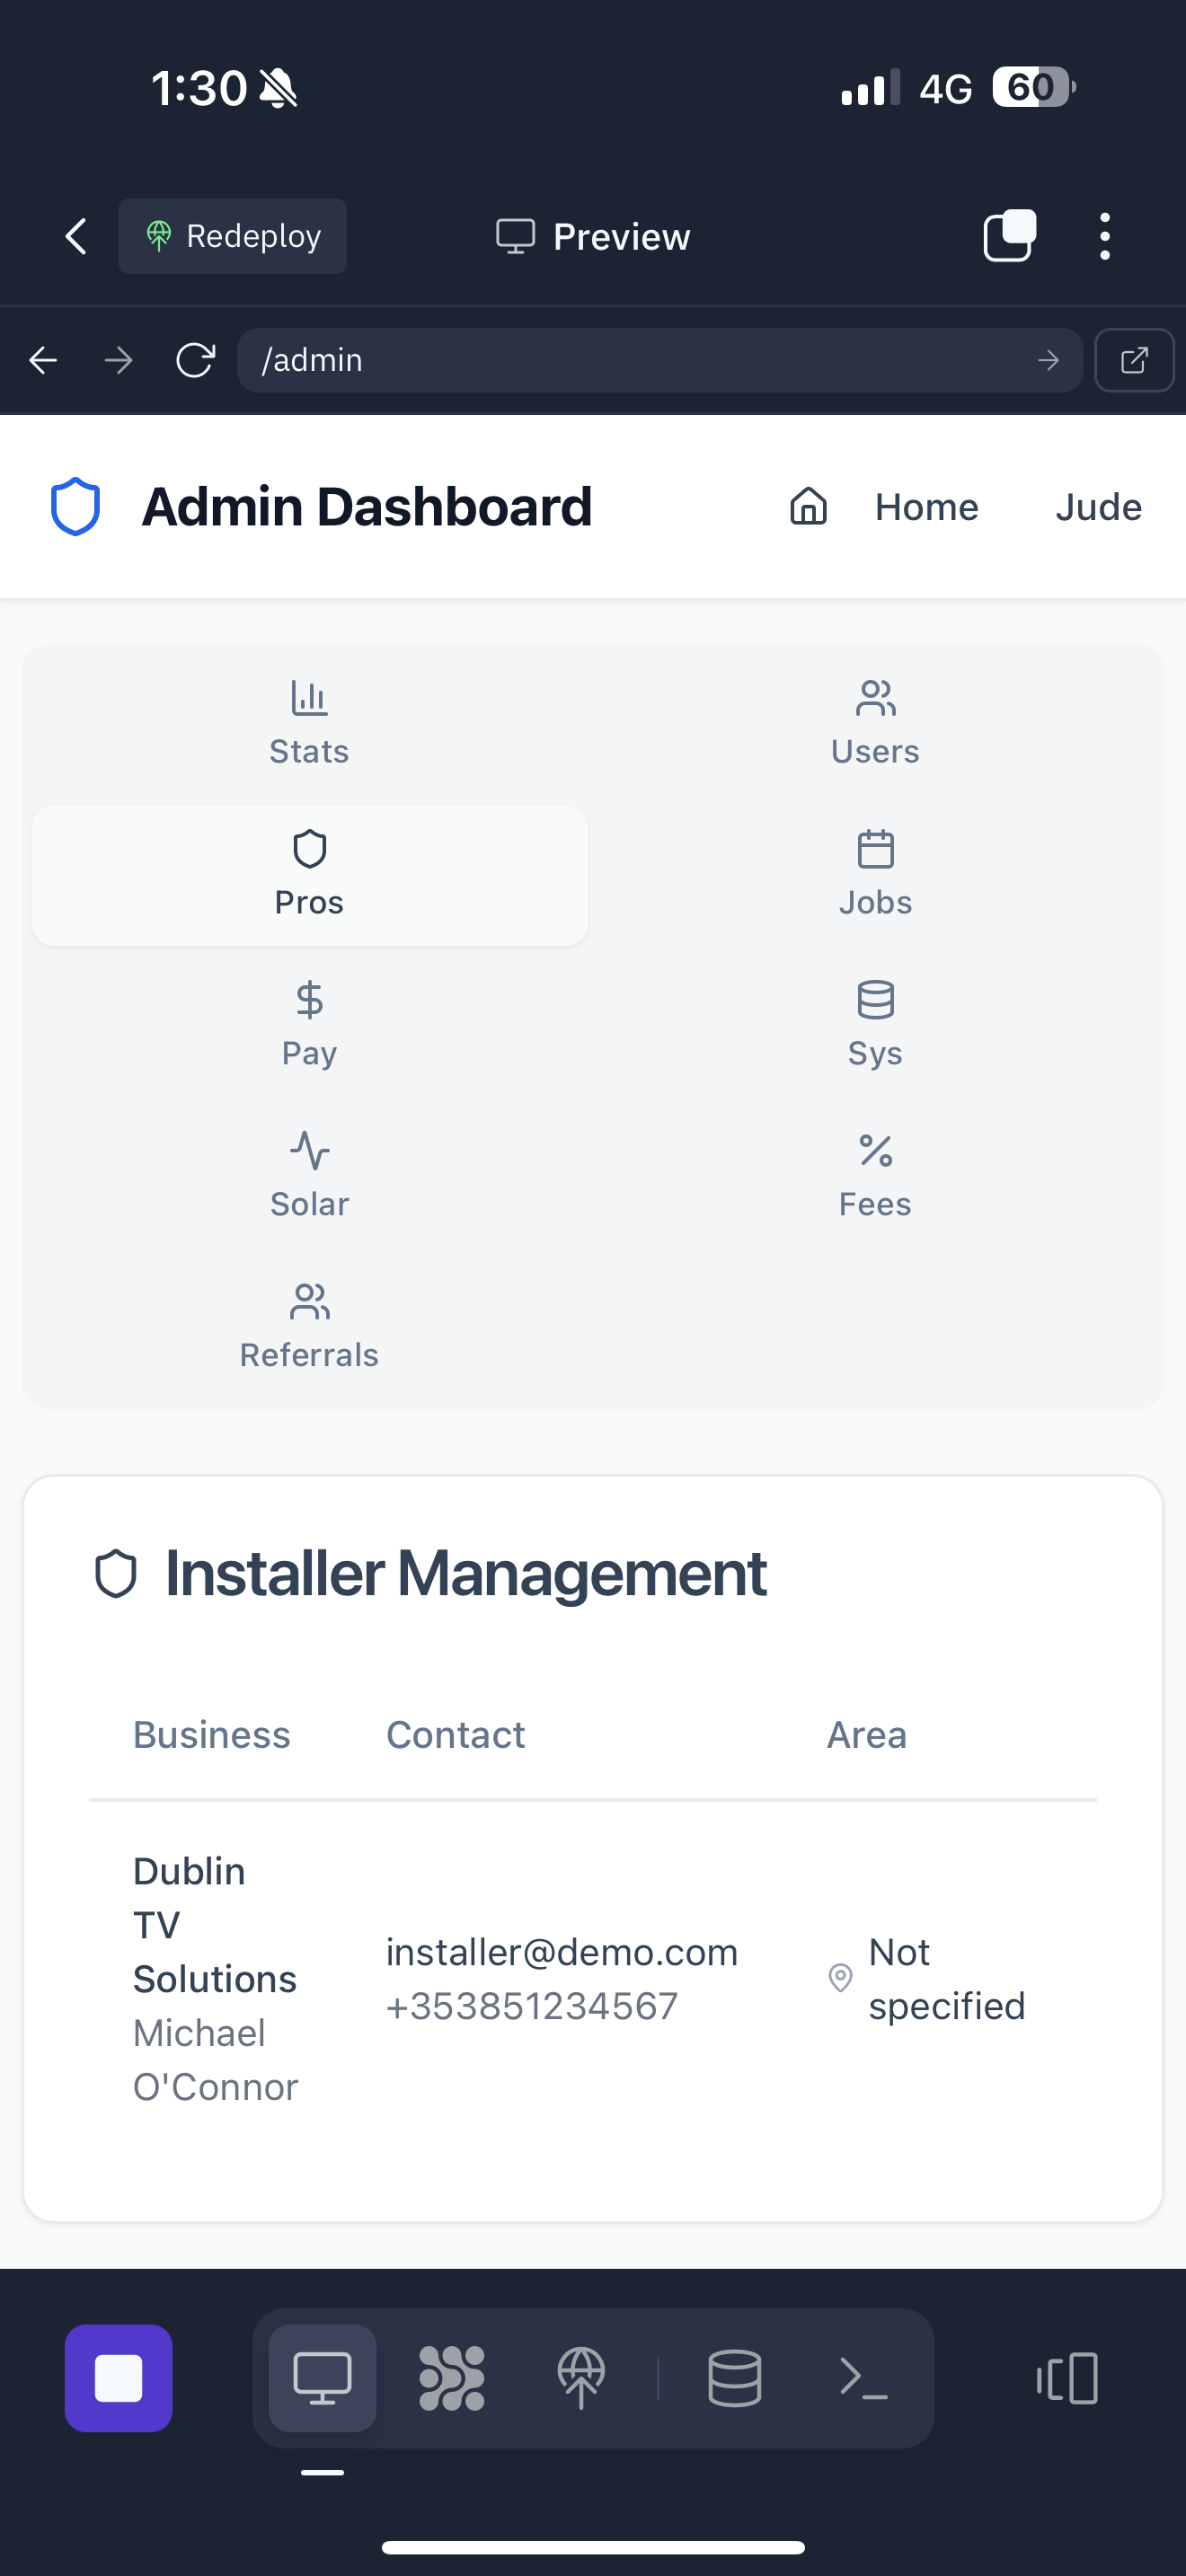 1:30 4G 60
Redeploy Preview
/admin
Admin Dashboard Home Jude
Stats Users
Pros Jobs
Pay Sys
Solar Fees
Referrals
Installer Management
Business Contact Area
Dublin
TV
Solutions
Michael
O'Connor
installer@demo.com
+353851234567
Not
specified